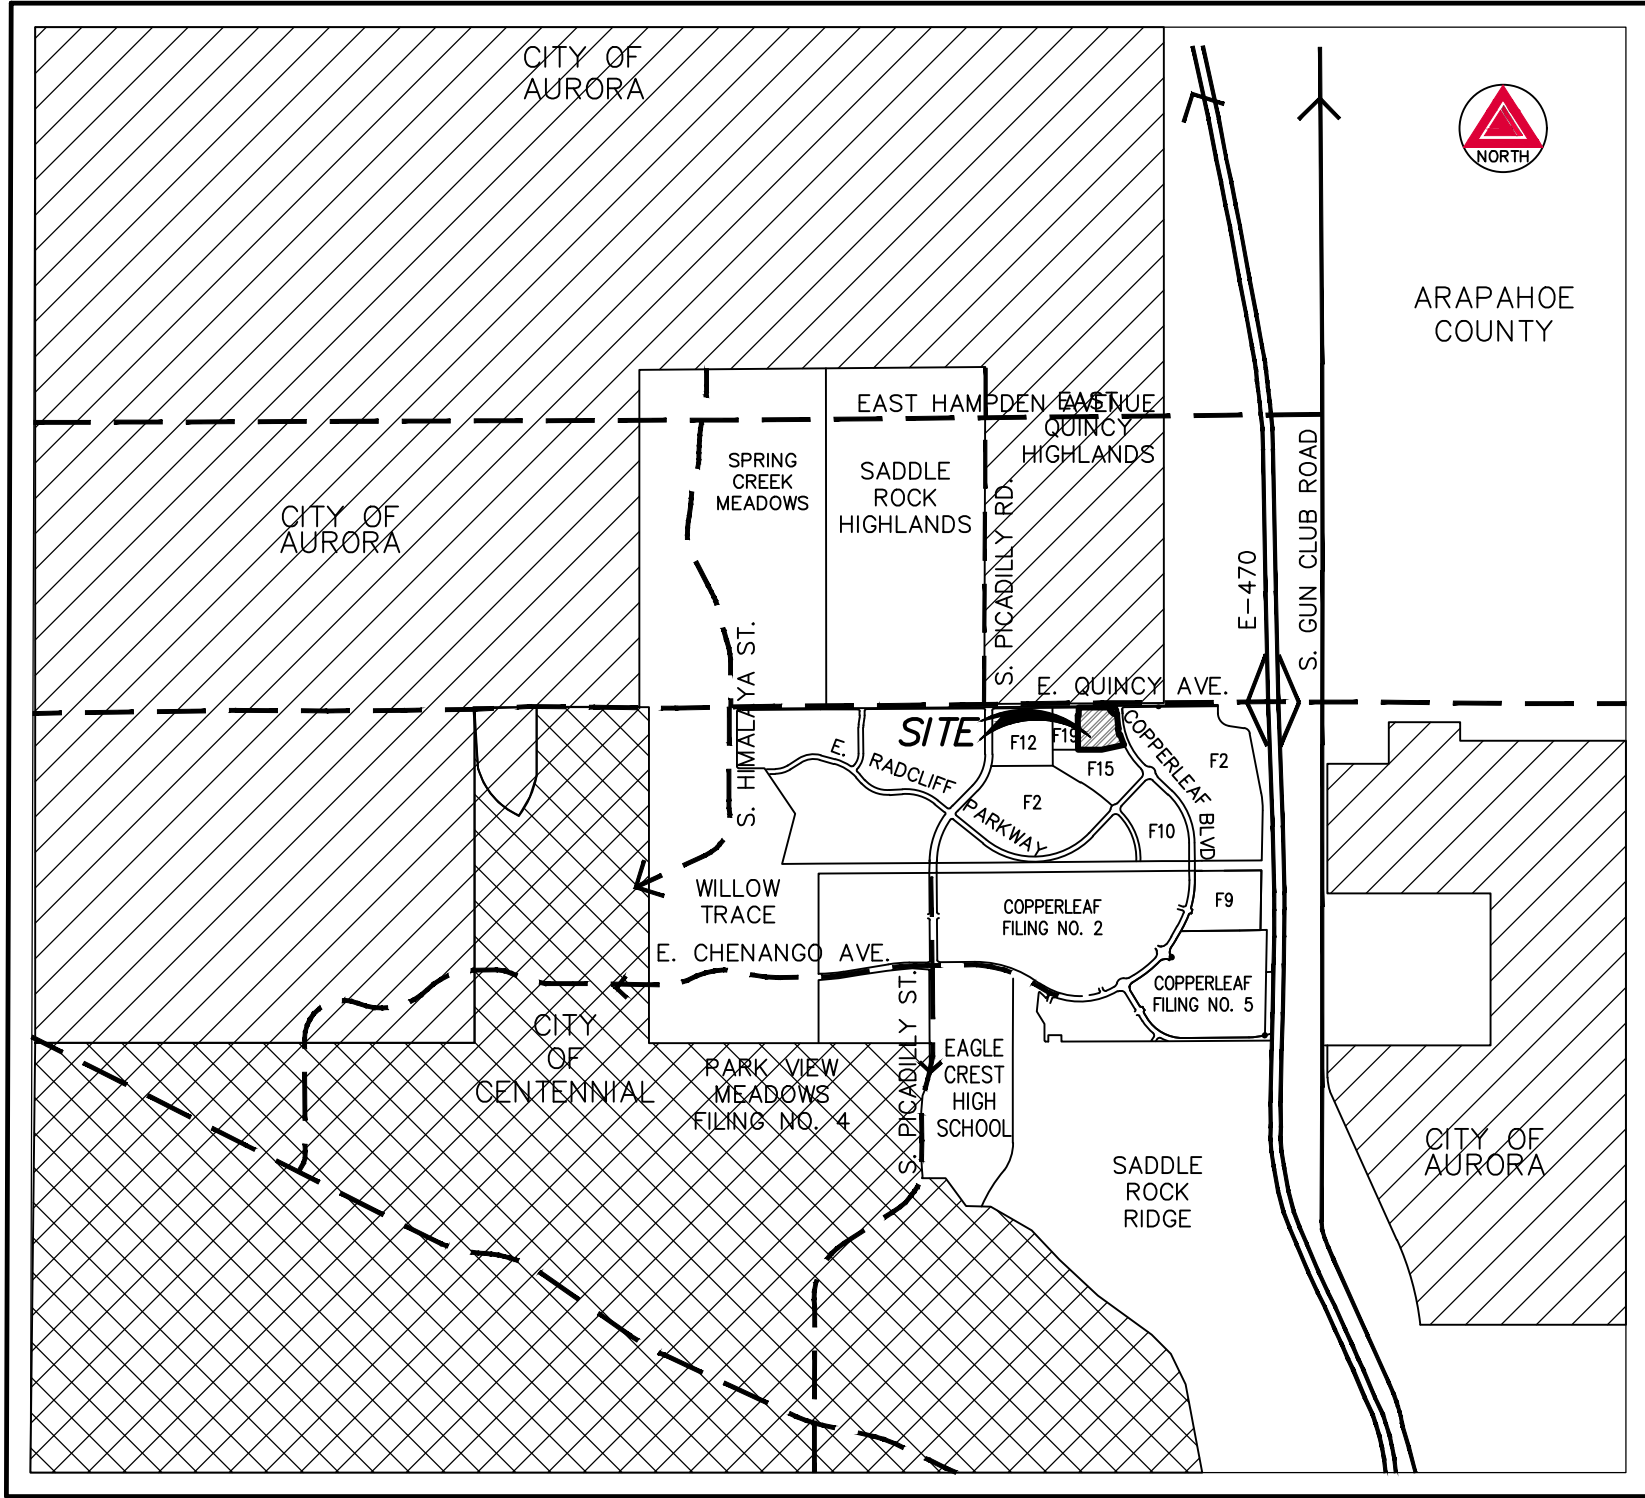 CITY OF
AURORA
NORTH
ARAPAHOE
COUNTY
EAST HAMPDEN AVENUE
EAST
QUINCY
HIGHLANDS
SPRING
CREEK
MEADOWS
SADDLE
ROCK
HIGHLANDS
S. PICADILLY RD.
CITY OF
AURORA
E-470
S. GUN CLUB ROAD
S. HIMALAYA ST.
E. QUINCY AVE.
SITE
F12
F19
F15
COPPERLEAF BLVD
F2
E. RADCLIFF PARKWAY
F2
F10
WILLOW
TRACE
COPPERLEAF
FILING NO. 2
F9
E. CHENANGO AVE.
COPPERLEAF
FILING NO. 5
S. PICADILLY ST.
CITY
OF
CENTENNIAL
PARK VIEW
MEADOWS
FILING NO. 4
EAGLE
CREST
HIGH
SCHOOL
SADDLE
ROCK
RIDGE
CITY OF
AURORA